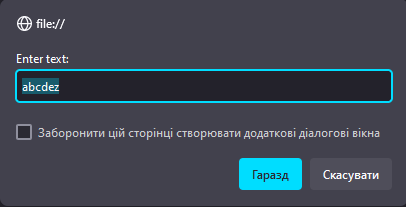 file://
Enter text:
abcdez
Заборонити цій сторінці створювати додаткові діалогові вікна
Гаразд
Скасувати